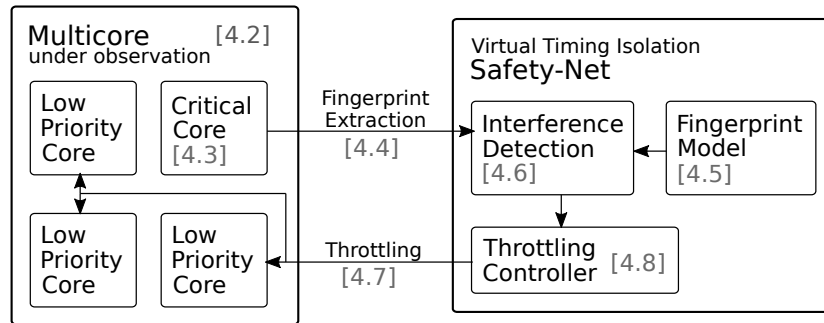 Multicore [4.2]
under observation
Low
Priority
Core
Critical
Core
[4.3]
Low
Priority
Core
Low
Priority
Core
Fingerprint
Extraction
[4.4]
Throttling
[4.7]
Virtual Timing Isolation
Safety-Net
Interference
Detection
[4.6]
Fingerprint
Model
[4.5]
Throttling
Controller [4.8]